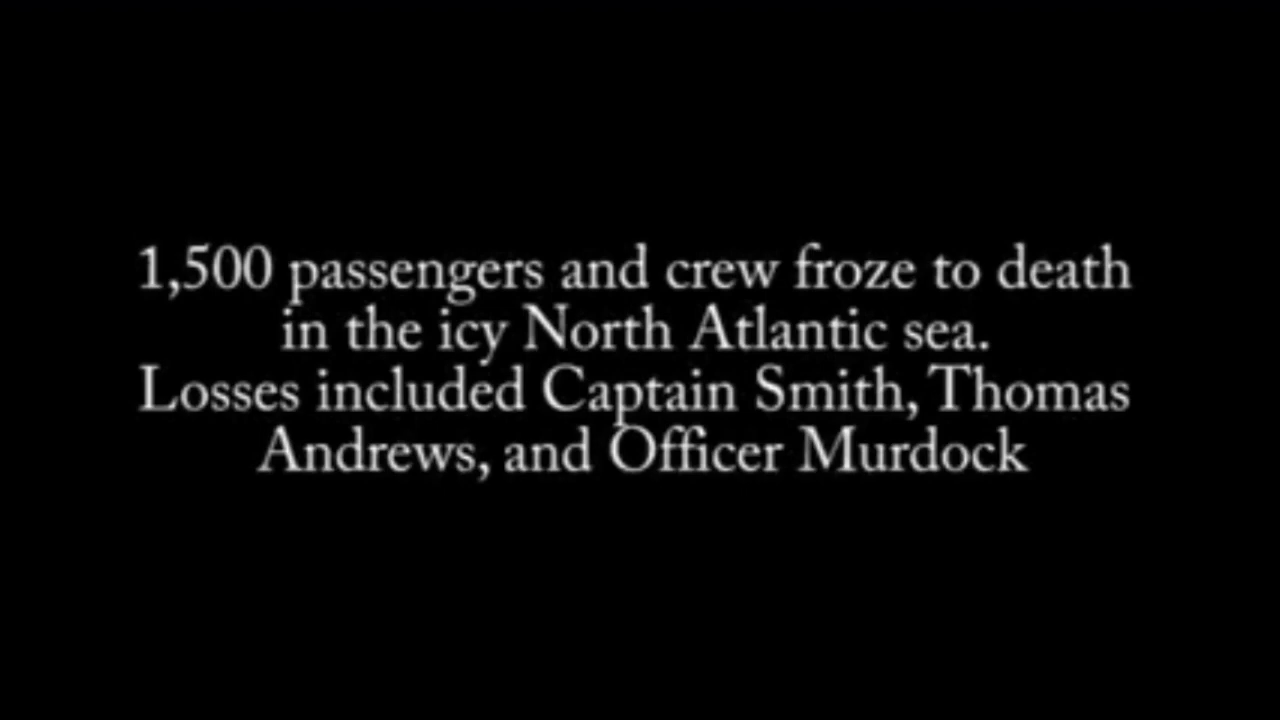 1,500 passengers and crew froze to death
in the icy North Atlantic sea.
Losses included Captain Smith, Thomas
Andrews, and Officer Murdock